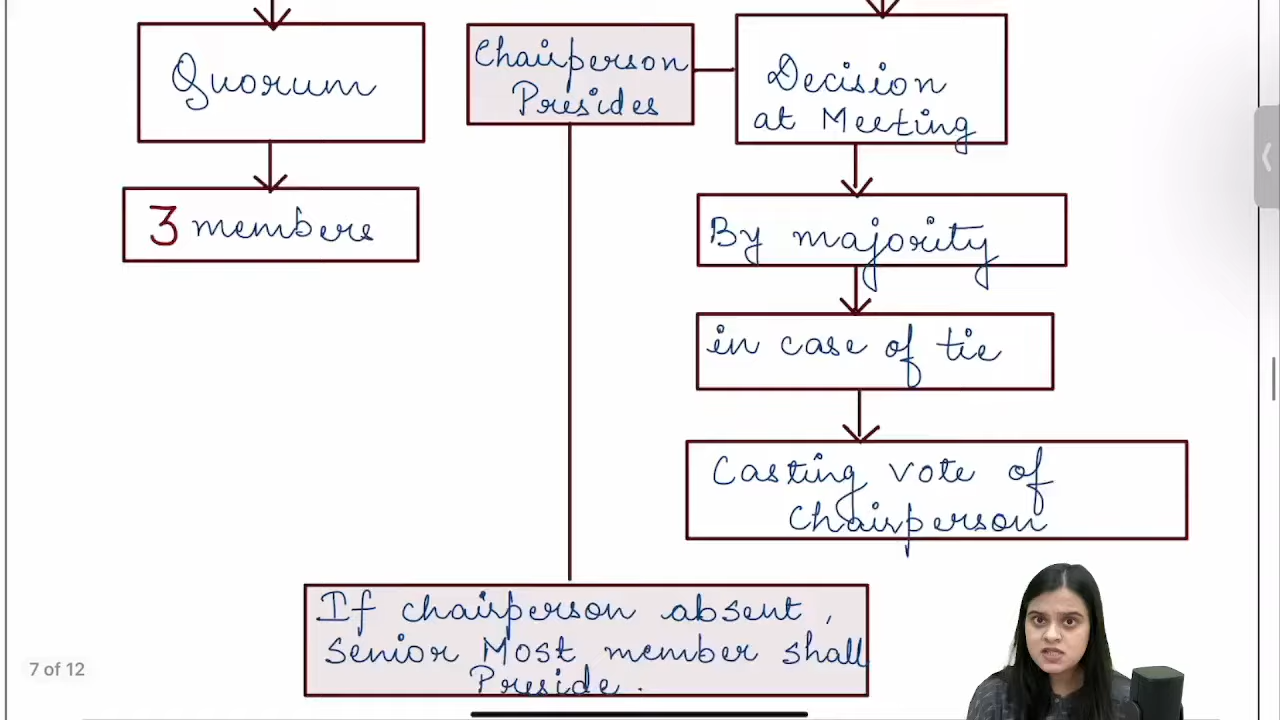 Quorum
3 members
Chairperson
Presides
Decision
at Meeting
By majority
in case of tie
Casting vote of
Chairperson
If chairperson absent,
Senior Most member shall
Preside.
7 of 12